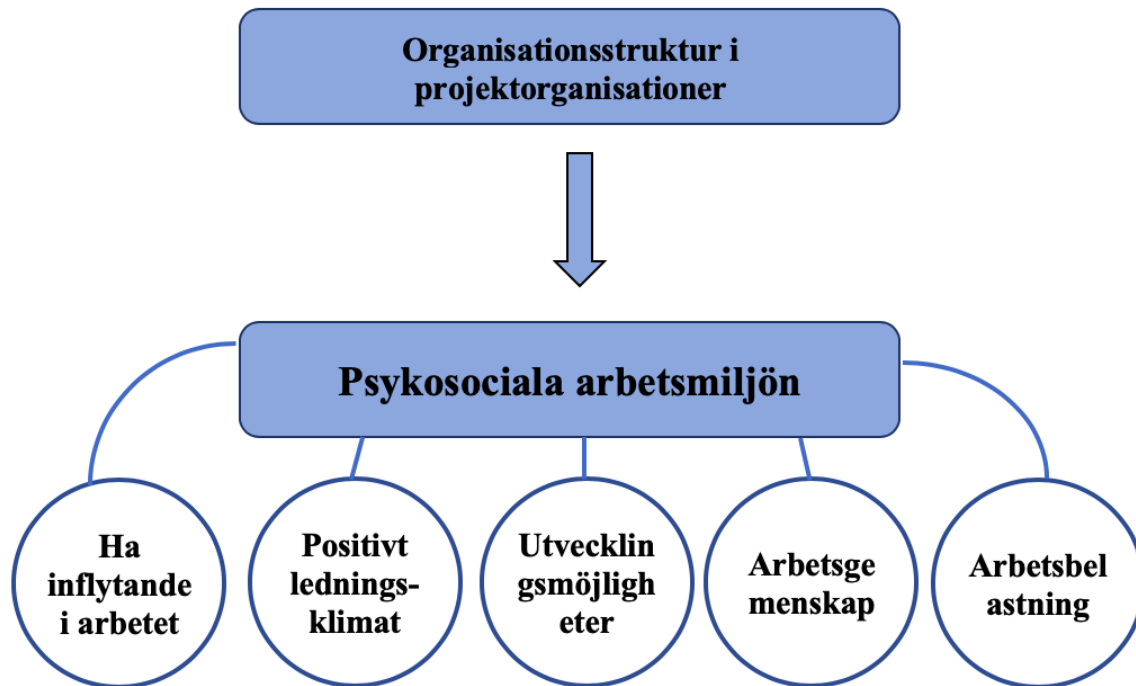 Organisationsstruktur i
projektorganisationer
Psykosociala arbetsmiljön
Ha
inflytande
i arbetet
Positivt
lednings-
klimat
Utvecklin
gsmöjligh
eter
Arbetsge
menskap
Arbetsbel
astning